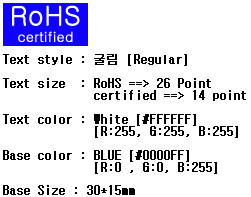 RoHS
certified
Text style : 굴림 [Regular]
Text size : RoHS ==> 26 Point
certified ==> 14 point
Text color : White [#FFFFFF]
[R:255, G:255, B:255]
Base color : BLUE [#0000FF]
[R:0 , G:0, B:255]
Base Size : 30*15mm